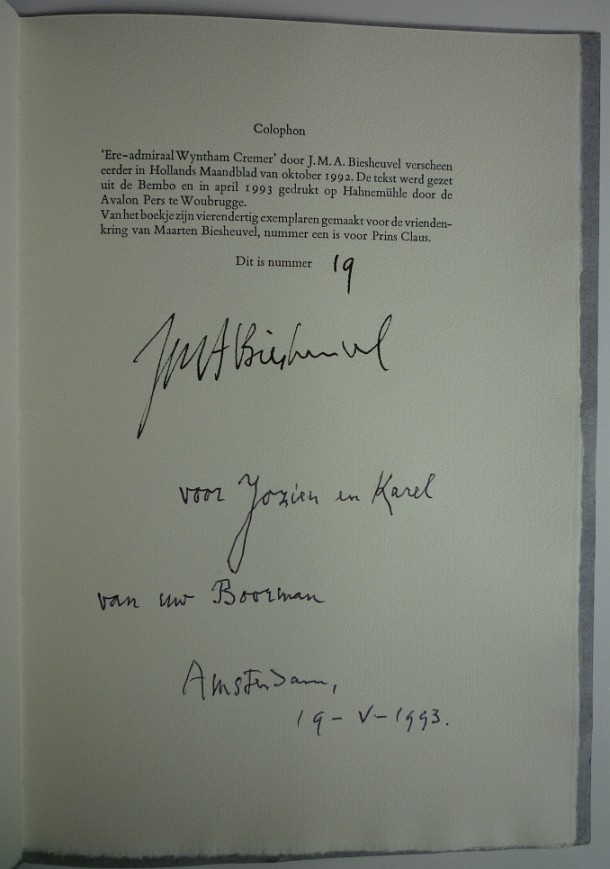 Colophon
'Ere-admiraal Wyntham Cremer' door J.M.A. Biesheuvel verscheen
eerder in Hollands Maandblad van oktober 1992. De tekst werd gezet
uit de Bembo en in april 1993 gedrukt op Hahnemühle door de
Avalon Pers te Woubrugge.
Van het boekje zijn vierendertig exemplaren gemaakt voor de vrienden-
kring van Maarten Biesheuvel, nummer een is voor Prins Claus.
Dit is nummer 19
JMABiesheuvel
voor Jozien en Karel
van uw Boorman
Amsterdam,
19-V-1993.